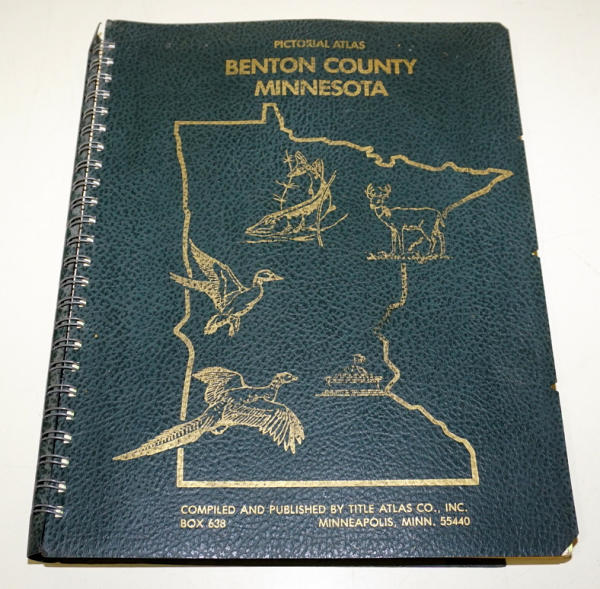 PICTORIAL ATLAS
BENTON COUNTY
MINNESOTA
COMPILED AND PUBLISHED BY TITLE ATLAS CO., INC.
BOX 638 MINNEAPOLIS, MINN. 55440